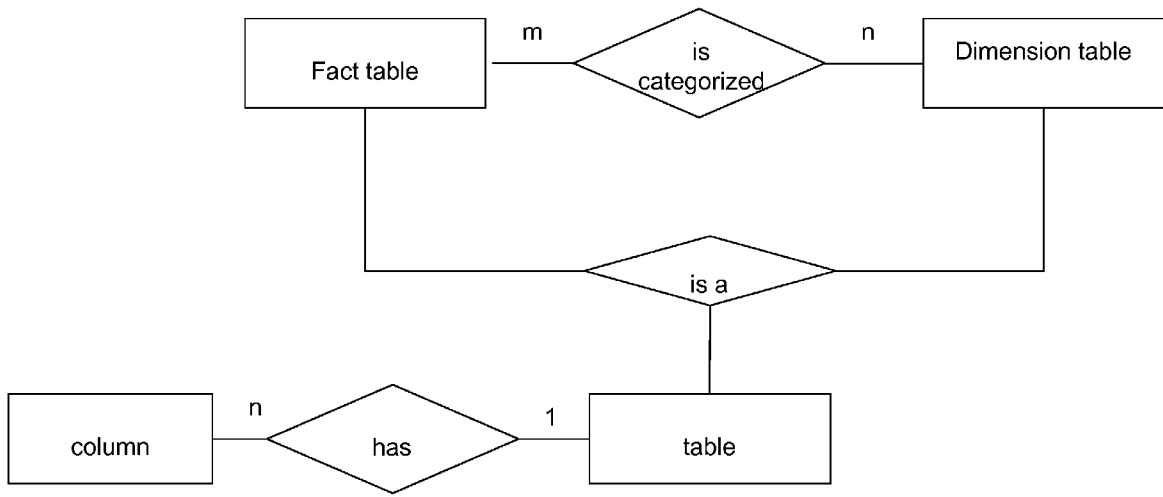 m
n
Fact table
is
categorized
Dimension table
is a
n
1
column
has
table